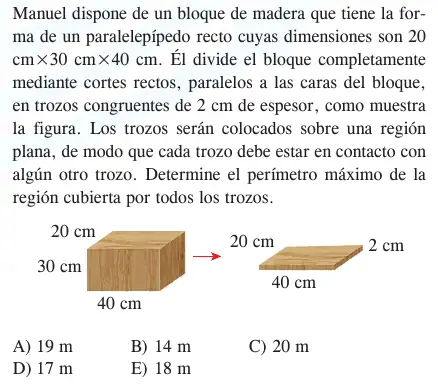 Manuel dispone de un bloque de madera que tiene la for-
ma de un paralelepípedo recto cuyas dimensiones son 20
cm×30 cm×40 cm. Él divide el bloque completamente
mediante cortes rectos, paralelos a las caras del bloque,
en trozos congruentes de 2 cm de espesor, como muestra
la figura. Los trozos serán colocados sobre una región
plana, de modo que cada trozo debe estar en contacto con
algún otro trozo. Determine el perímetro máximo de la
región cubierta por todos los trozos.
20 cm
30 cm
40 cm
20 cm
2 cm
40 cm
A) 19 m B) 14 m C) 20 m
D) 17 m E) 18 m